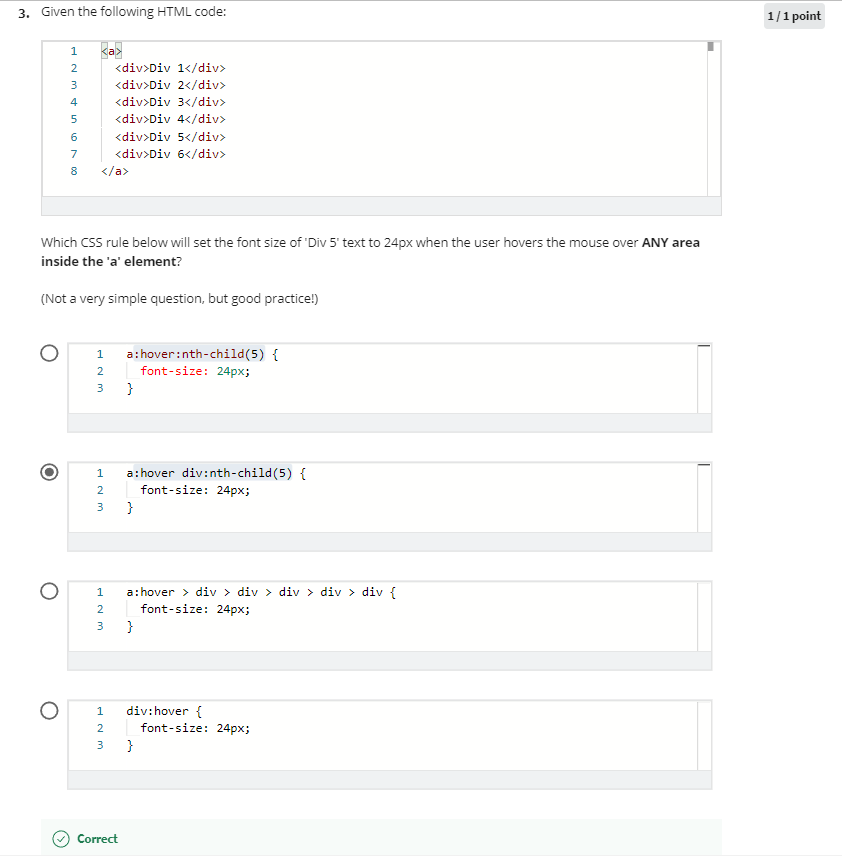 3. Given the following HTML code:
1/1 point
1 <a>
2 <div>Div 1</div>
3 <div>Div 2</div>
4 <div>Div 3</div>
5 <div>Div 4</div>
6 <div>Div 5</div>
7 <div>Div 6</div>
8 </a>
Which CSS rule below will set the font size of 'Div 5' text to 24px when the user hovers the mouse over ANY area
inside the 'a' element?
(Not a very simple question, but good practice!)
1 a:hover:nth-child(5) {
2 font-size: 24px;
3 }
1 a:hover div:nth-child(5) {
2 font-size: 24px;
3 }
1 a:hover > div > div > div > div > div {
2 font-size: 24px;
3 }
1 div:hover {
2 font-size: 24px;
3 }
Correct